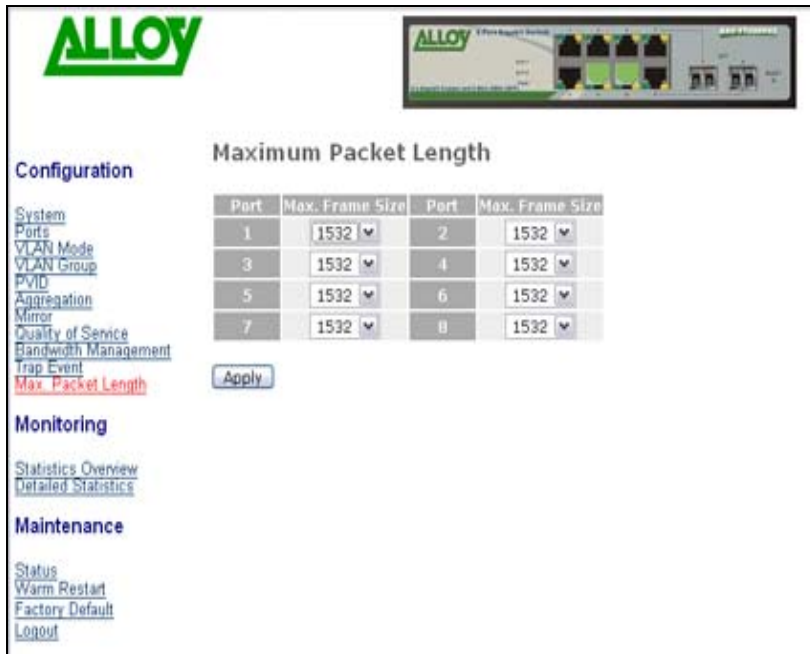 ALLOY
ALLOY
Configuration
System
Ports
VLAN Mode
VLAN Group
PVID
Aggregation
Mirror
Quality of Service
Bandwidth Management
Trap Event
Max. Packet Length
Monitoring
Statistics Overview
Detailed Statistics
Maintenance
Status
Warm Restart
Factory Default
Logout
Maximum Packet Length
Port Max. Frame Size Port Max. Frame Size
1 1532 2 1532
3 1532 4 1532
5 1532 6 1532
7 1532 8 1532
Apply